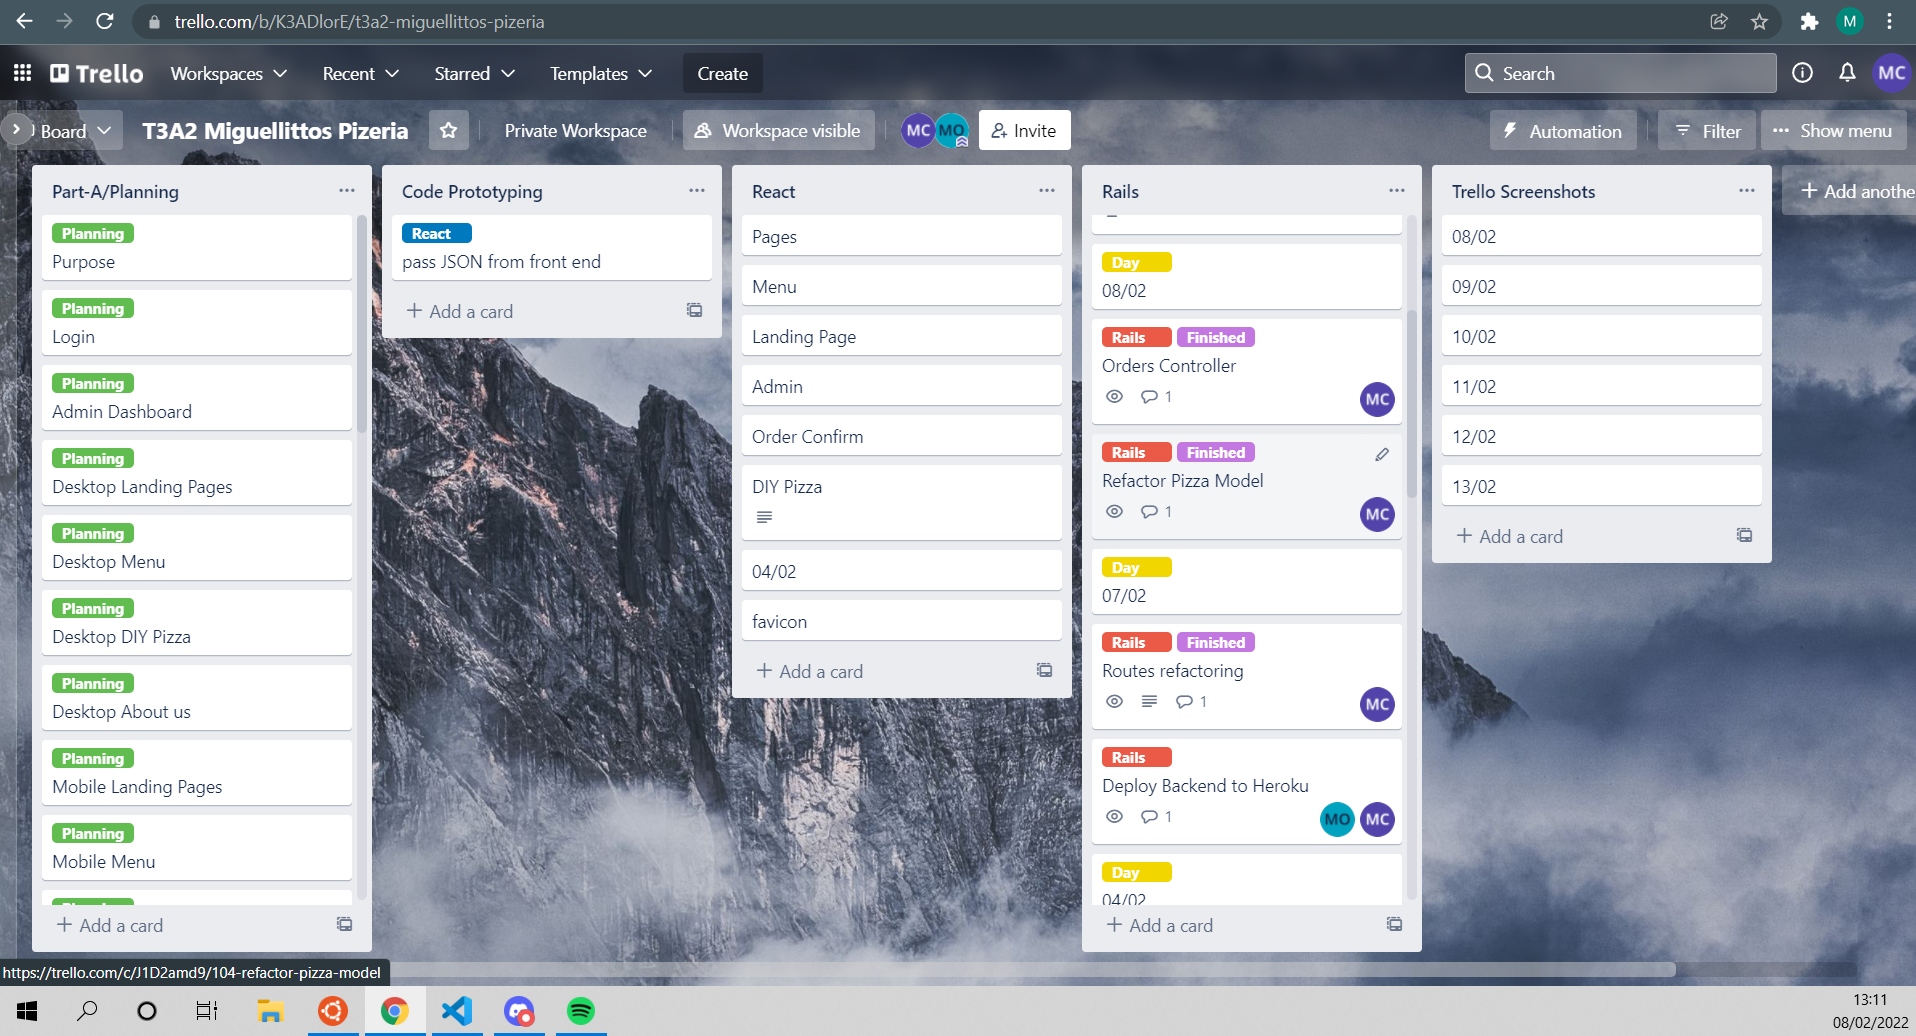 trello.com/b/K3ADlorE/t3a2-miguellittos-pizeria
M
Trello
Workspaces
Recent
Starred
Templates
Create
Search
MC
Board
T3A2 Miguellittos Pizeria
Private Workspace
Workspace visible
MC
MO
Invite
Automation
Filter
Show menu
Part-A/Planning
Planning
Purpose
Planning
Login
Planning
Admin Dashboard
Planning
Desktop Landing Pages
Planning
Desktop Menu
Planning
Desktop DIY Pizza
Planning
Desktop About us
Planning
Mobile Landing Pages
Planning
Mobile Menu
+ Add a card
Code Prototyping
React
pass JSON from front end
+ Add a card
React
Pages
Menu
Landing Page
Admin
Order Confirm
DIY Pizza
04/02
favicon
+ Add a card
Rails
Day
08/02
Rails Finished
Orders Controller
1
MC
Rails Finished
Refactor Pizza Model
1
MC
Day
07/02
Rails Finished
Routes refactoring
1
MC
Rails
Deploy Backend to Heroku
1
MO MC
Day
04/02
+ Add a card
Trello Screenshots
08/02
09/02
10/02
11/02
12/02
13/02
+ Add a card
+ Add anothe
https://trello.com/c/J1D2amd9/104-refactor-pizza-model
13:11
08/02/2022